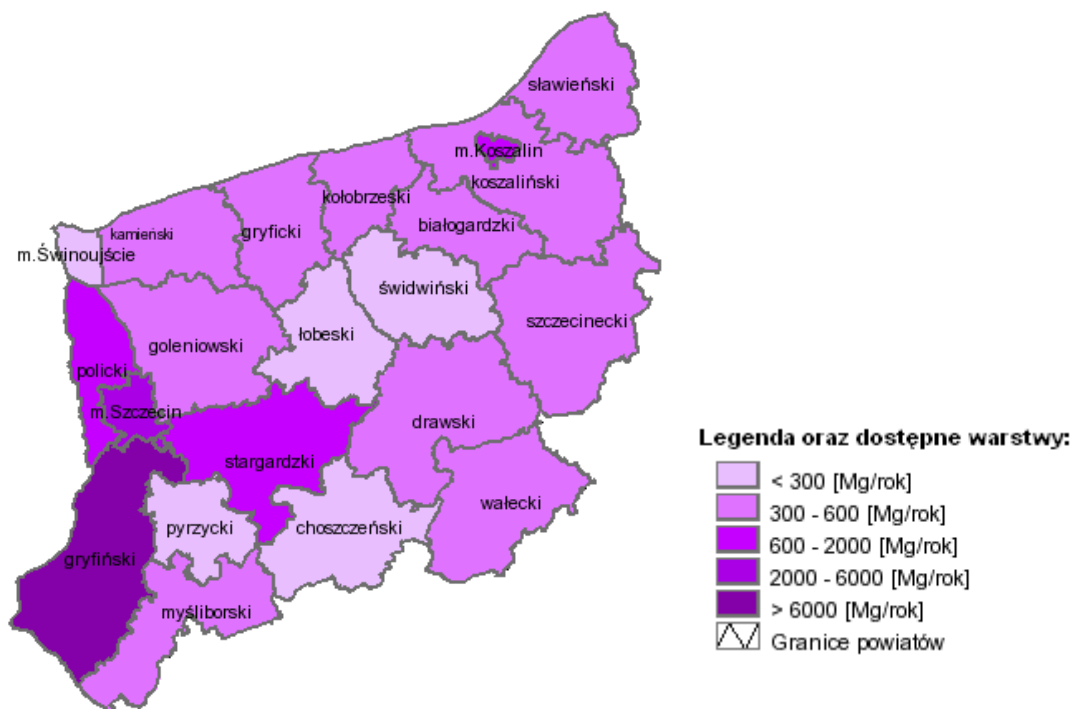 sławieński
m.Koszalin
koszaliński
kołobrzeski
białogardzki
gryficki
kamieński
m.Świnoujście
świdwiński
szczecinecki
łobeski
goleniowski
policki
m.Szczecin
drawski
stargardzki
wałecki
choszczeński
pyrzycki
gryfiński
myśliborski
Legenda oraz dostępne warstwy:
< 300 [Mg/rok]
300 - 600 [Mg/rok]
600 - 2000 [Mg/rok]
2000 - 6000 [Mg/rok]
> 6000 [Mg/rok]
Granice powiatów